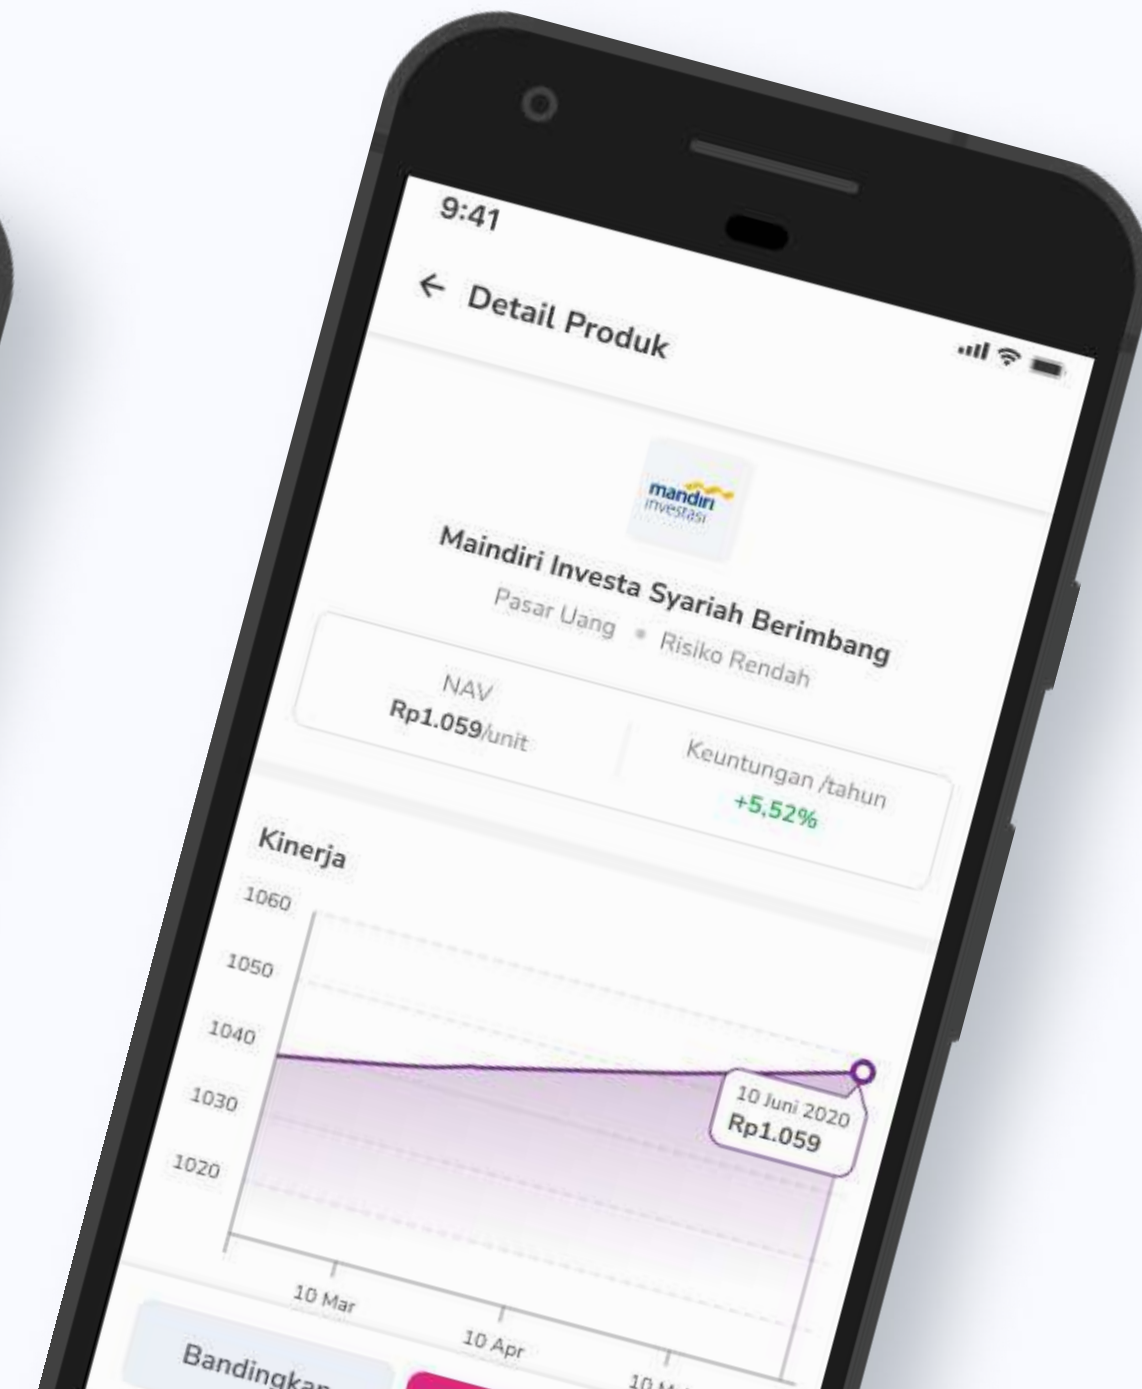 9:41
Detail Produk
mandiri
investasi
Maindiri Investa Syariah Berimbang
Pasar Uang • Risiko Rendah
NAV
Rp1.059/unit
Keuntungan /tahun
+5,52%
Kinerja
1060
1050
1040
1030
1020
10 Juni 2020
Rp1.059
10 Mar
10 Apr
10